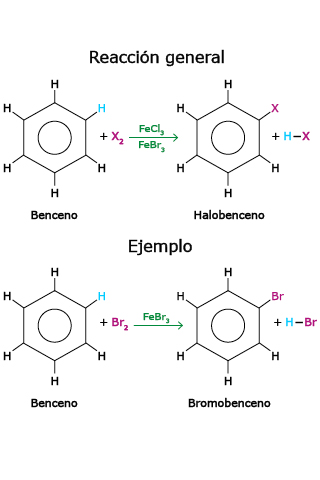 Reacción general
H
H H H X
+ X2 FeCl3 + H–X
FeBr3
H H H H
H H
Benceno Halobenceno
Ejemplo
H H
H H H Br
+ Br2 FeBr3 + H–Br
H H H H
H H
Benceno Bromobenceno